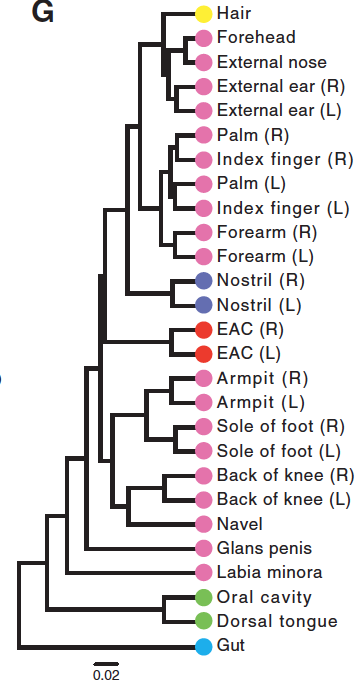 G
Hair
Forehead
External nose
External ear (R)
External ear (L)
Palm (R)
Index finger (R)
Palm (L)
Index finger (L)
Forearm (R)
Forearm (L)
Nostril (R)
Nostril (L)
EAC (R)
EAC (L)
Armpit (R)
Armpit (L)
Sole of foot (R)
Sole of foot (L)
Back of knee (R)
Back of knee (L)
Navel
Glans penis
Labia minora
Oral cavity
Dorsal tongue
Gut
0.02